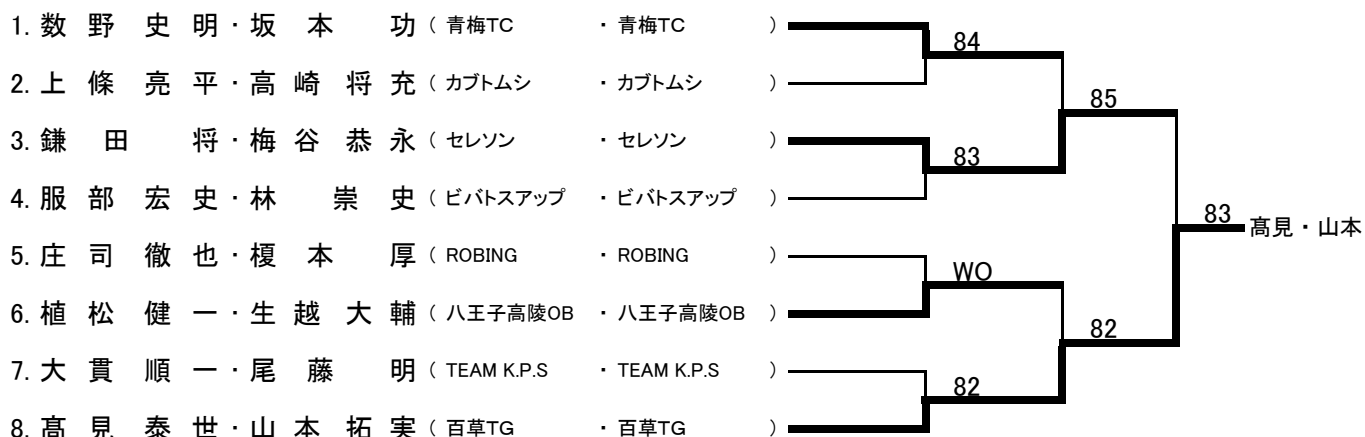 1. 数野史明・坂本功 ( 青梅TC ・ 青梅TC )
84
2. 上條亮平・高崎将充 ( カブトムシ ・ カブトムシ )
85
3. 鎌田将・梅谷恭永 ( セレソン ・ セレソン )
83
4. 服部宏史・林崇史 ( ビバトスアップ ・ ビバトスアップ )
83 髙見・山本
5. 庄司徹也・榎本厚 ( ROBING ・ ROBING )
WO
6. 植松健一・生越大輔 ( 八王子高陵OB ・ 八王子高陵OB )
82
7. 大貫順一・尾藤明 ( TEAM K.P.S ・ TEAM K.P.S )
82
8. 髙見泰世・山本拓実 ( 百草TG ・ 百草TG )